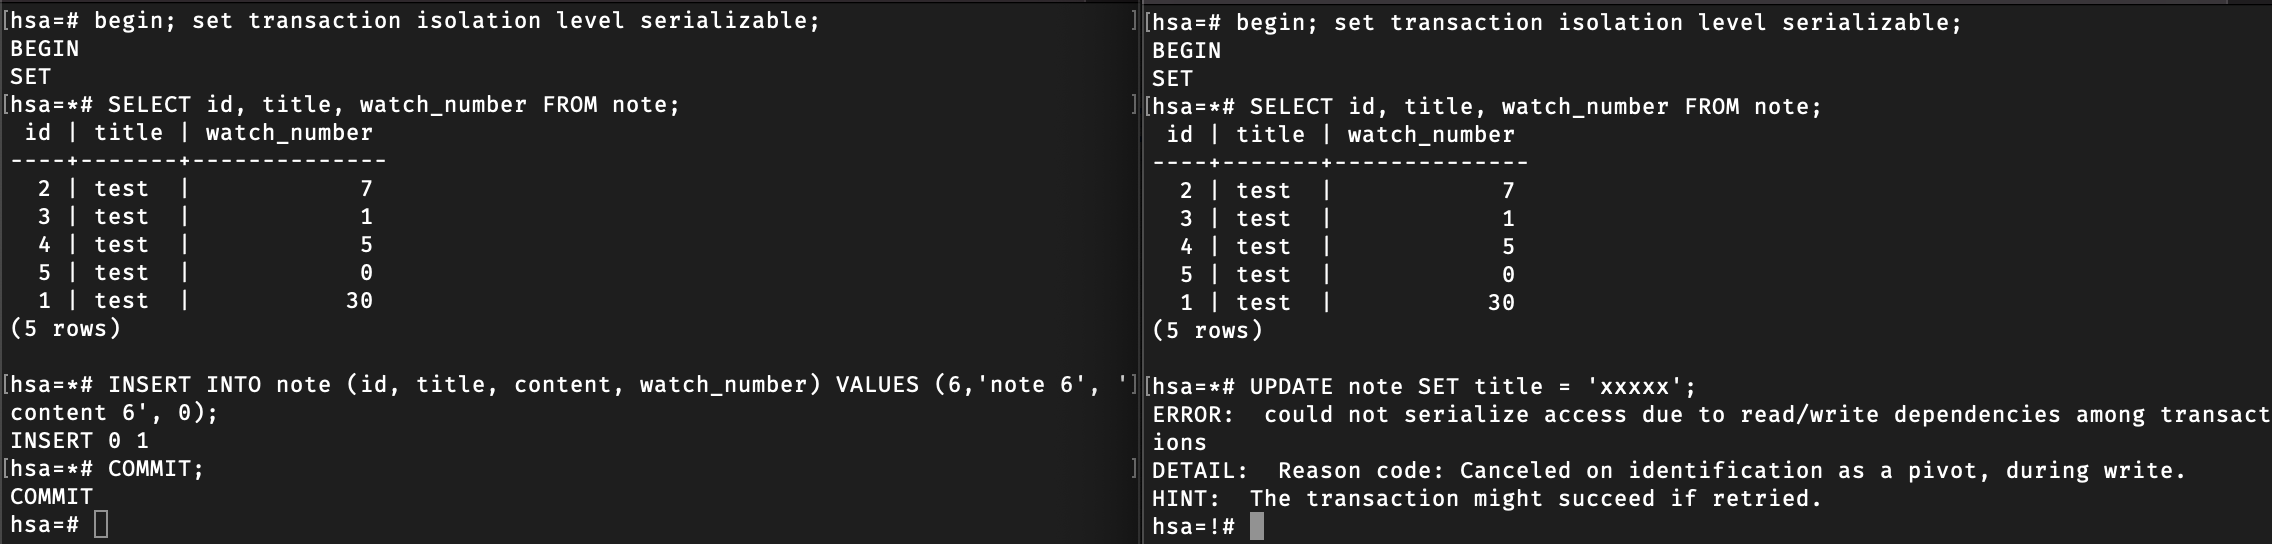 [hsa=# begin; set transaction isolation level serializable;
BEGIN
SET
[hsa=*# SELECT id, title, watch_number FROM note;
 id | title | watch_number
----+-------+--------------
  2 | test  |            7
  3 | test  |            1
  4 | test  |            5
  5 | test  |            0
  1 | test  |           30
(5 rows)
[hsa=*# INSERT INTO note (id, title, content, watch_number) VALUES (6,'note 6', ']
content 6', 0);
INSERT 0 1
[hsa=*# COMMIT; ]
COMMIT
hsa=#
][hsa=# begin; set transaction isolation level serializable;
BEGIN
SET
][hsa=*# SELECT id, title, watch_number FROM note;
 id | title | watch_number
----+-------+--------------
  2 | test  |            7
  3 | test  |            1
  4 | test  |            5
  5 | test  |            0
  1 | test  |           30
(5 rows)
[hsa=*# UPDATE note SET title = 'xxxxx';
ERROR:  could not serialize access due to read/write dependencies among transact
ions
DETAIL:  Reason code: Canceled on identification as a pivot, during write.
HINT:  The transaction might succeed if retried.
hsa=!#